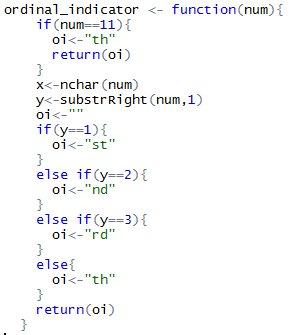 ordinal_indicator <- function(num){
    if(num==11){
      oi<-"th"
      return(oi)
    }
    x<-nchar(num)
    y<-substrRight(num,1)
    oi<-""
    if(y==1){
      oi<-"st"
    }
    else if(y==2){
      oi<-"nd"
    }
    else if(y==3){
      oi<-"rd"
    }
    else{
      oi<-"th"
    }
    return(oi)
  }